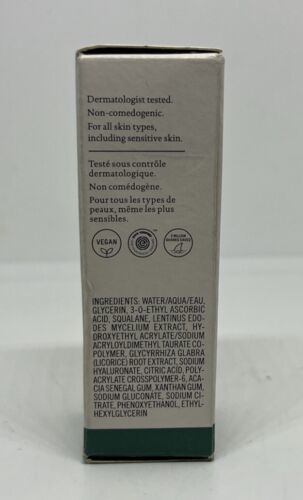 Dermatologist tested.
Non-comedogenic.
For all skin types,
including sensitive skin.
Testé sous contrôle
dermatologique.
Non comédogène.
Pour tous les types de
peaux, même les plus
sensibles.
VEGAN
2 MILLION
SHARKS SAVED
INGREDIENTS: WATER/AQUA/EAU,
GLYCERIN, 3-O-ETHYL ASCORBIC
ACID, SQUALANE, LENTINUS EDO-
DES MYCELIUM EXTRACT, HY-
DROXYETHYL ACRYLATE/SODIUM
ACRYLOYLDIMETHYL TAURATE CO-
POLYMER, GLYCYRRHIZA GLABRA
(LICORICE) ROOT EXTRACT, SODIUM
HYALURONATE, CITRIC ACID, POLY-
ACRYLATE CROSSPOLYMER-6, ACA-
CIA SENEGAL GUM, XANTHAN GUM,
SODIUM GLUCONATE, SODIUM CI-
TRATE, PHENOXYETHANOL, ETHYL-
HEXYLGLYCERIN